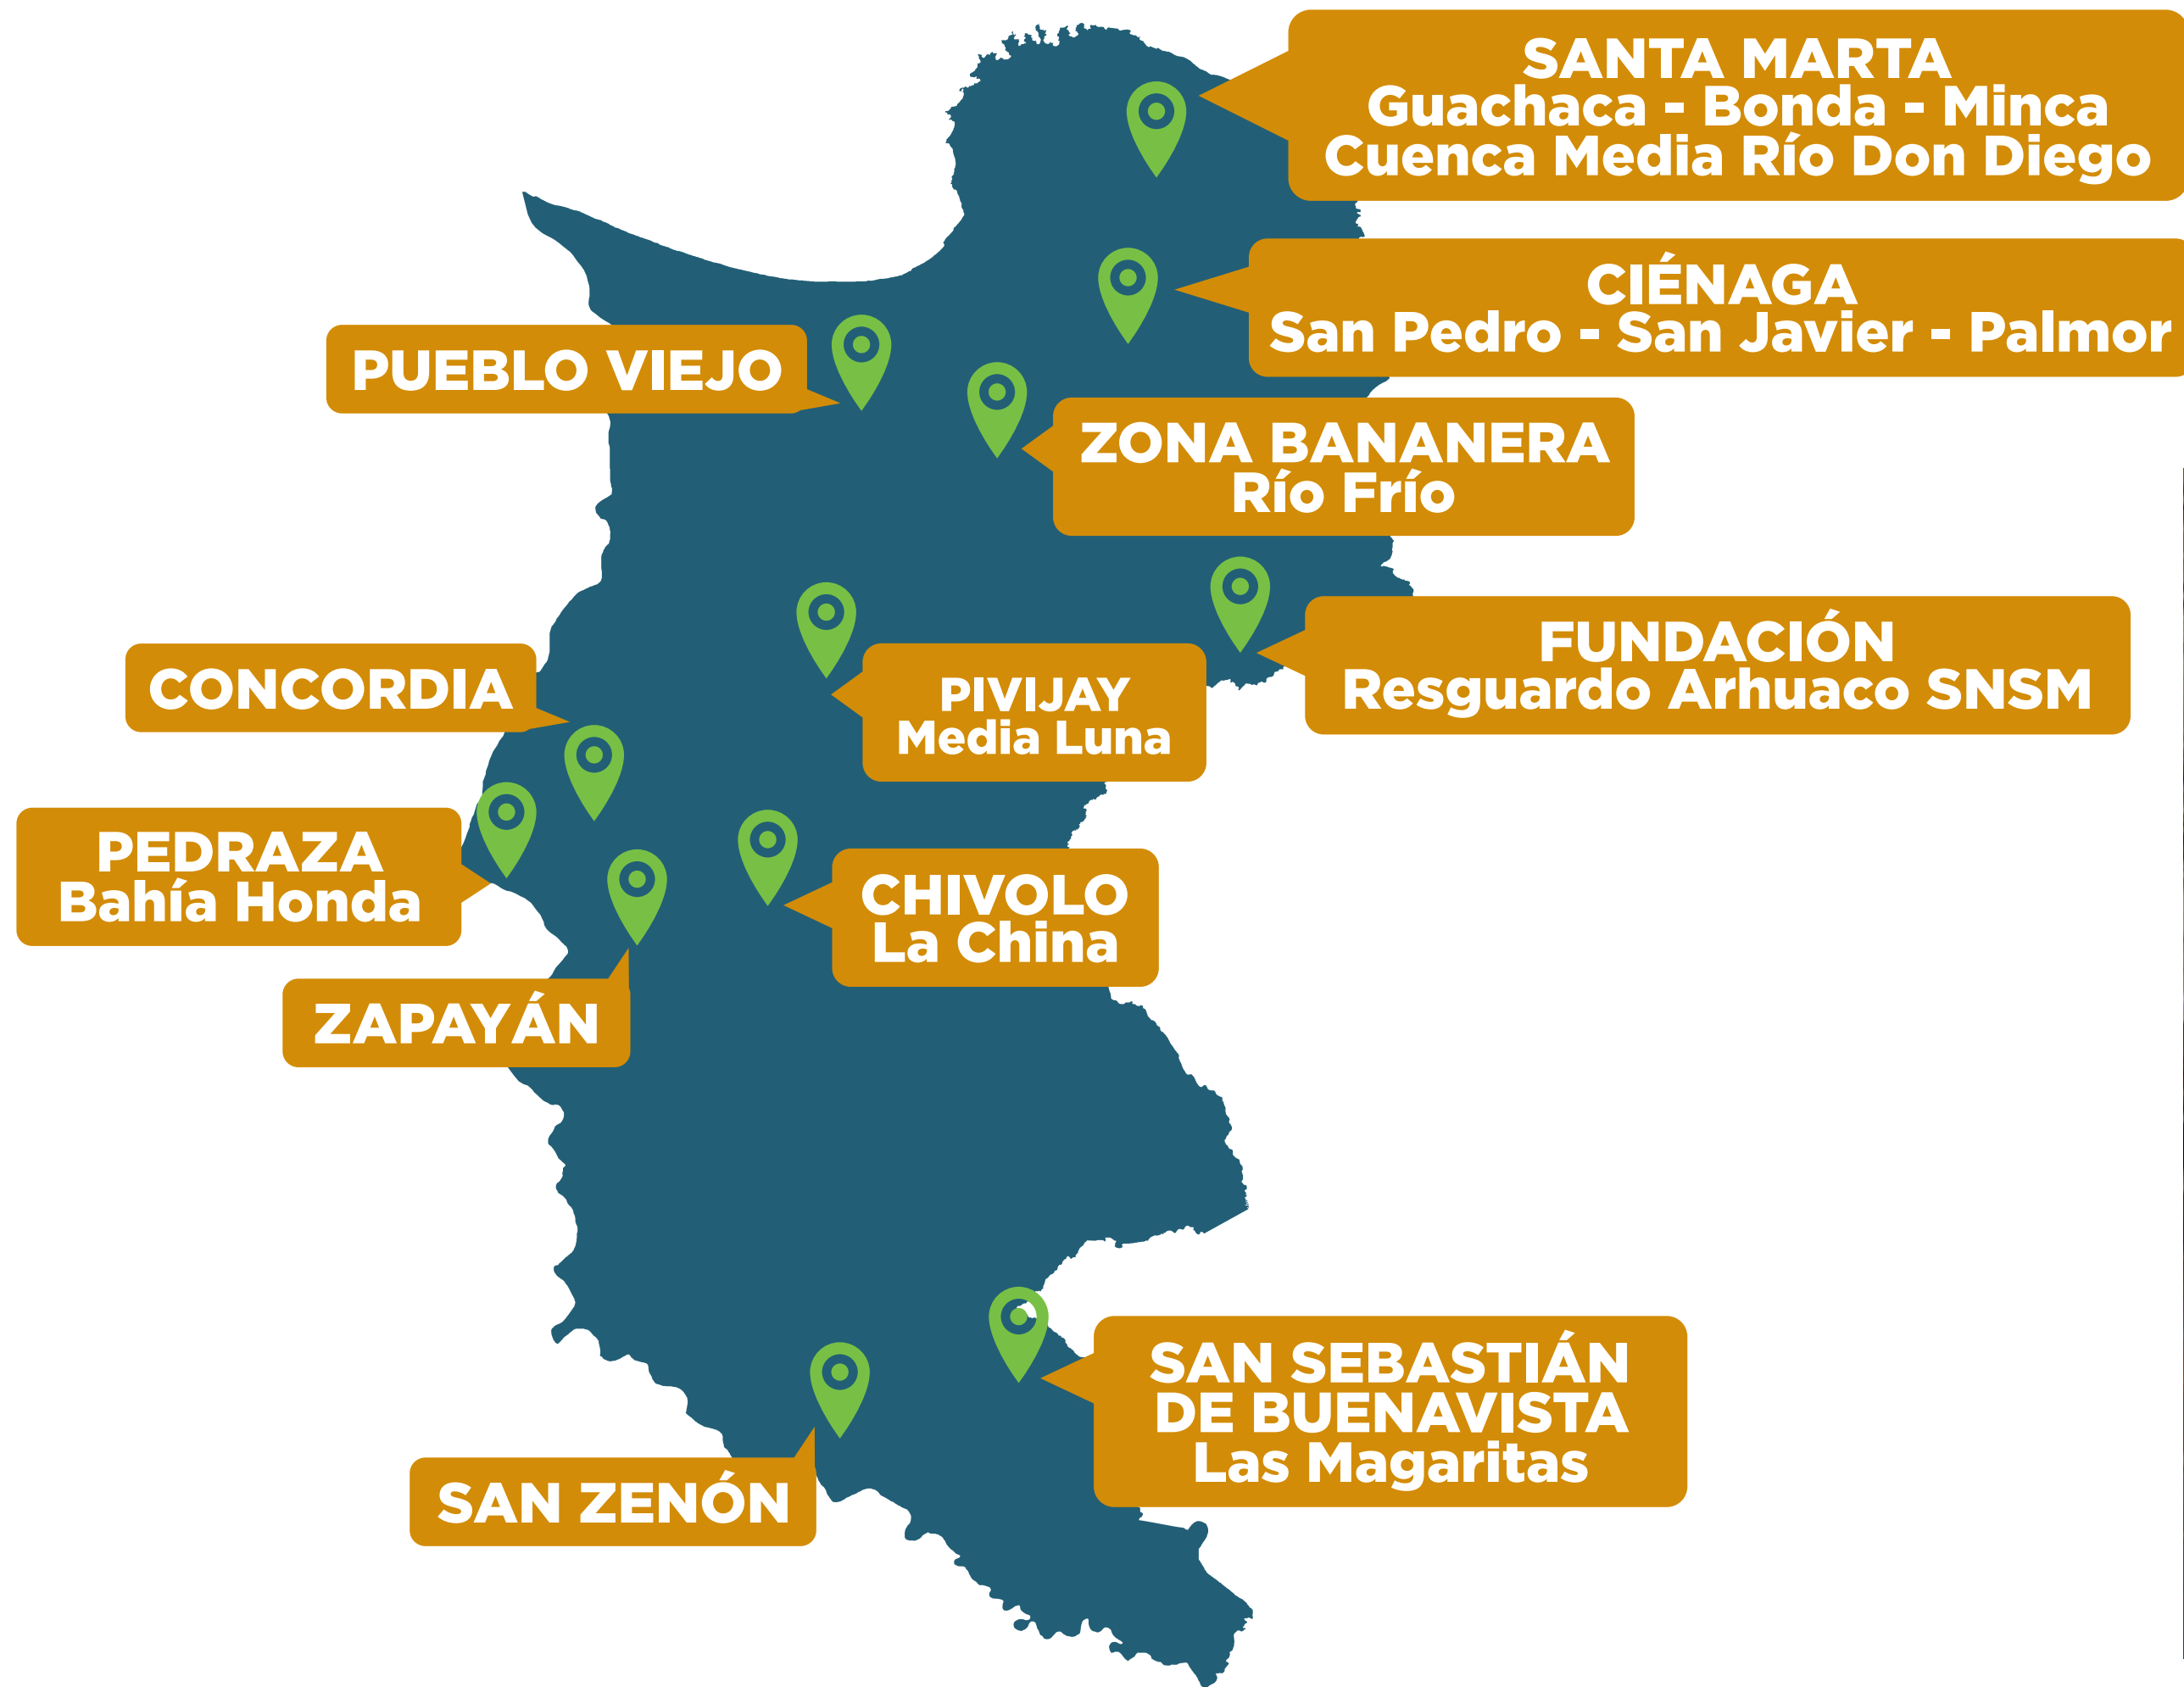 SANTA MARTA
Guachaca - Bonda - Minca
Cuenca Media Río Don Diego
CIÉNAGA
San Pedro - San Javier - Palmor
PUEBLO VIEJO
ZONA BANANERA
Río Frío
FUNDACIÓN
Resguardo Arhuaco SNSM
CONCORDIA
PIVIJAY
Media Luna
PEDRAZA
Bahía Honda
CHIVOLO
La China
ZAPAYÁN
SAN SEBASTIÁN
DE BUENAVISTA
Las Magaritas
SAN ZENÓN